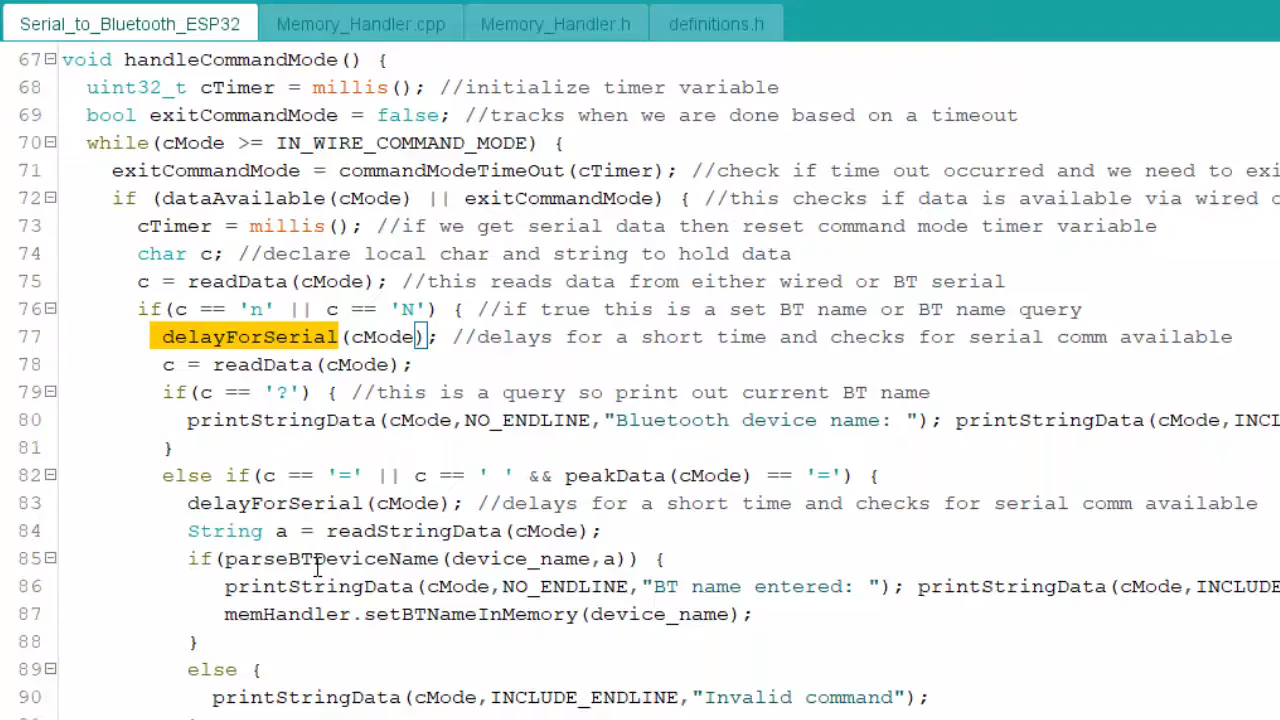 Serial_to_Bluetooth_ESP32 Memory_Handler.cpp Memory_Handler.h definitions.h
67 void handleCommandMode() {
68 uint32_t cTimer = millis(); //initialize timer variable
69 bool exitCommandMode = false; //tracks when we are done based on a timeout
70 while(cMode >= IN_WIRE_COMMAND_MODE) {
71 exitCommandMode = commandModeTimeOut(cTimer); //check if time out occurred and we need to exi
72 if (dataAvailable(cMode) || exitCommandMode) { //this checks if data is available via wired o
73 cTimer = millis(); //if we get serial data then reset command mode timer variable
74 char c; //declare local char and string to hold data
75 c = readData(cMode); //this reads data from either wired or BT serial
76 if(c == 'n' || c == 'N') { //if true this is a set BT name or BT name query
77 delayForSerial(cMode); //delays for a short time and checks for serial comm available
78 c = readData(cMode);
79 if(c == '?') { //this is a query so print out current BT name
80 printStringData(cMode,NO_ENDLINE,"Bluetooth device name: "); printStringData(cMode,INCL
81 }
82 else if(c == '=' || c == ' ' && peakData(cMode) == '=') {
83 delayForSerial(cMode); //delays for a short time and checks for serial comm available
84 String a = readStringData(cMode);
85 if(parseBTDeviceName(device_name,a)) {
86 printStringData(cMode,NO_ENDLINE,"BT name entered: "); printStringData(cMode,INCLUDE
87 memHandler.setBTNameInMemory(device_name);
88 }
89 else {
90 printStringData(cMode,INCLUDE_ENDLINE,"Invalid command");